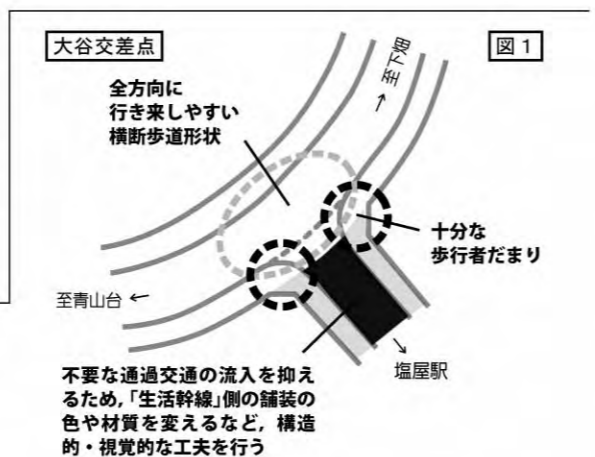 大谷交差点
図 1
至下畑
→
全方向に
行き来しやすい
横断歩道形状
十分な
歩行者だまり
至青山台 ←
→
塩屋駅
不要な通過交通の流入を抑え
るため,「生活幹線」側の舗装の
色や材質を変えるなど, 構造
的・視覚的な工夫を行う